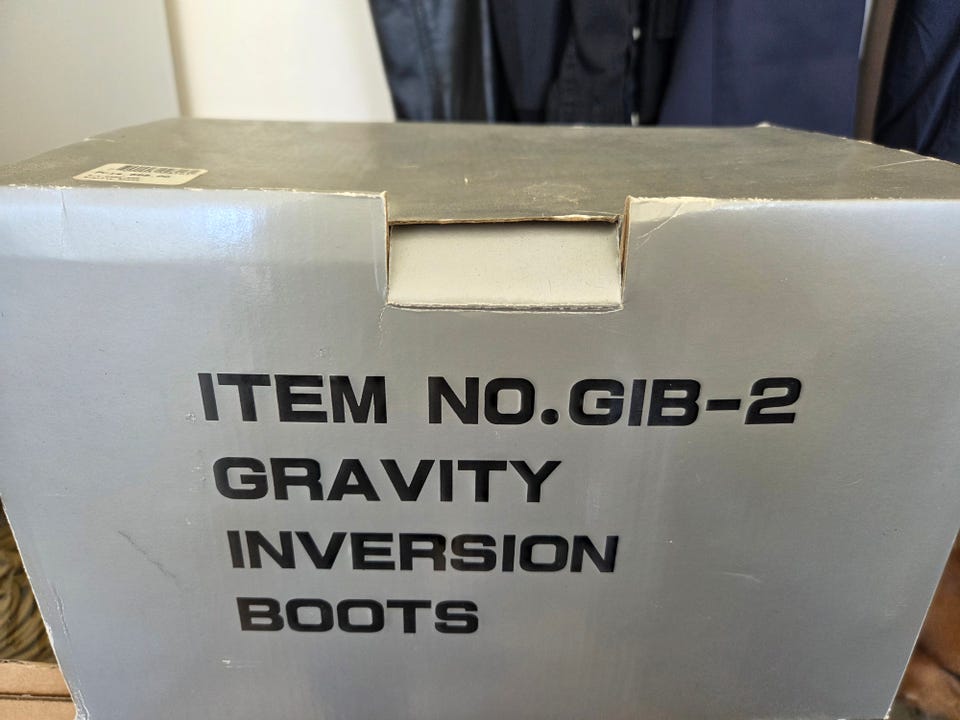 ITEM NO.GIB-2
GRAVITY
INVERSION
BOOTS